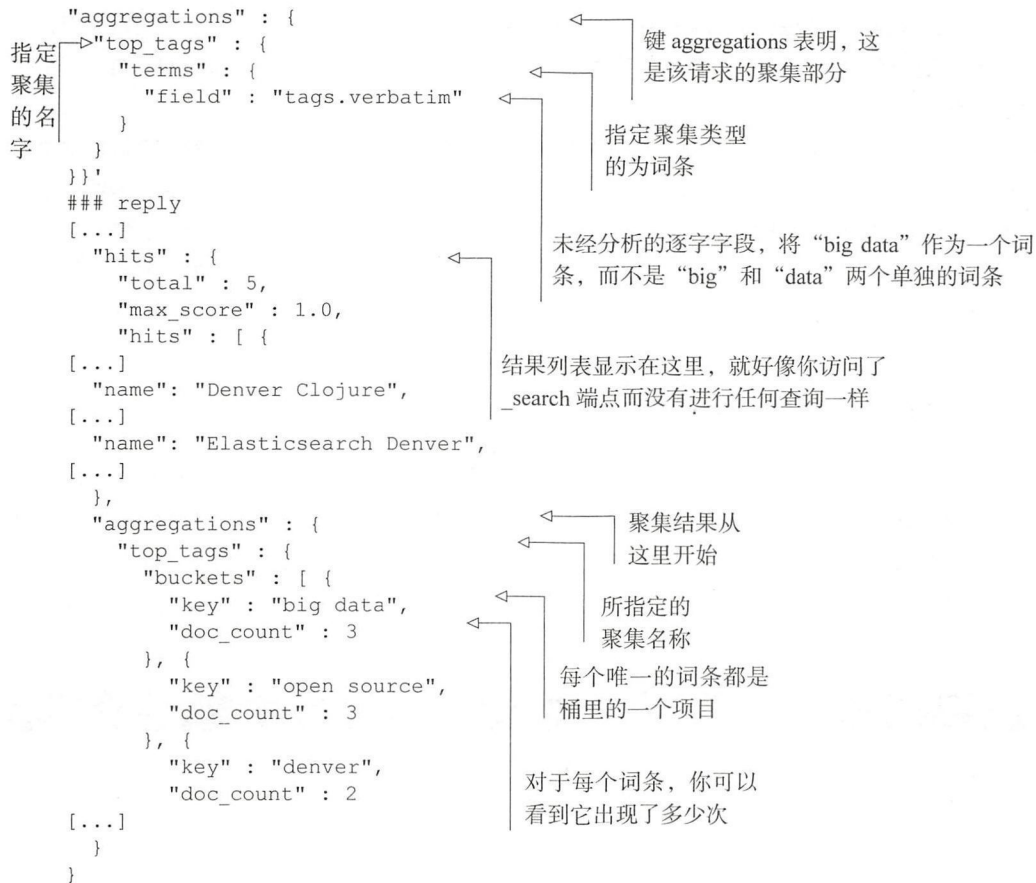 "aggregations" : {
键 aggregations 表明，这
是该请求的聚集部分
指定
聚集
的名
字
"top_tags" : {
"terms" : {
指定聚集类型
的为词条
"field" : "tags.verbatim"
未经分析的逐字字段，将“big data”作为一个词
条，而不是“big”和“data”两个单独的词条
}
}
}}'
### reply
[...]
"hits" : {
结果列表显示在这里，就好像你访问了
_search 端点而没有进行任何查询一样
"total" : 5,
"max_score" : 1.0,
"hits" : [ {
[...]
"name": "Denver Clojure",
[...]
"name": "Elasticsearch Denver",
[...]
},
"aggregations" : {
聚集结果从
这里开始
"top_tags" : {
所指定的
聚集名称
"buckets" : [ {
"key" : "big data",
每个唯一的词条都是
桶里的一个项目
"doc_count" : 3
对于每个词条，你可以
看到它出现了多少次
}, {
"key" : "open source",
"doc_count" : 3
}, {
"key" : "denver",
"doc_count" : 2
[...]
}
}